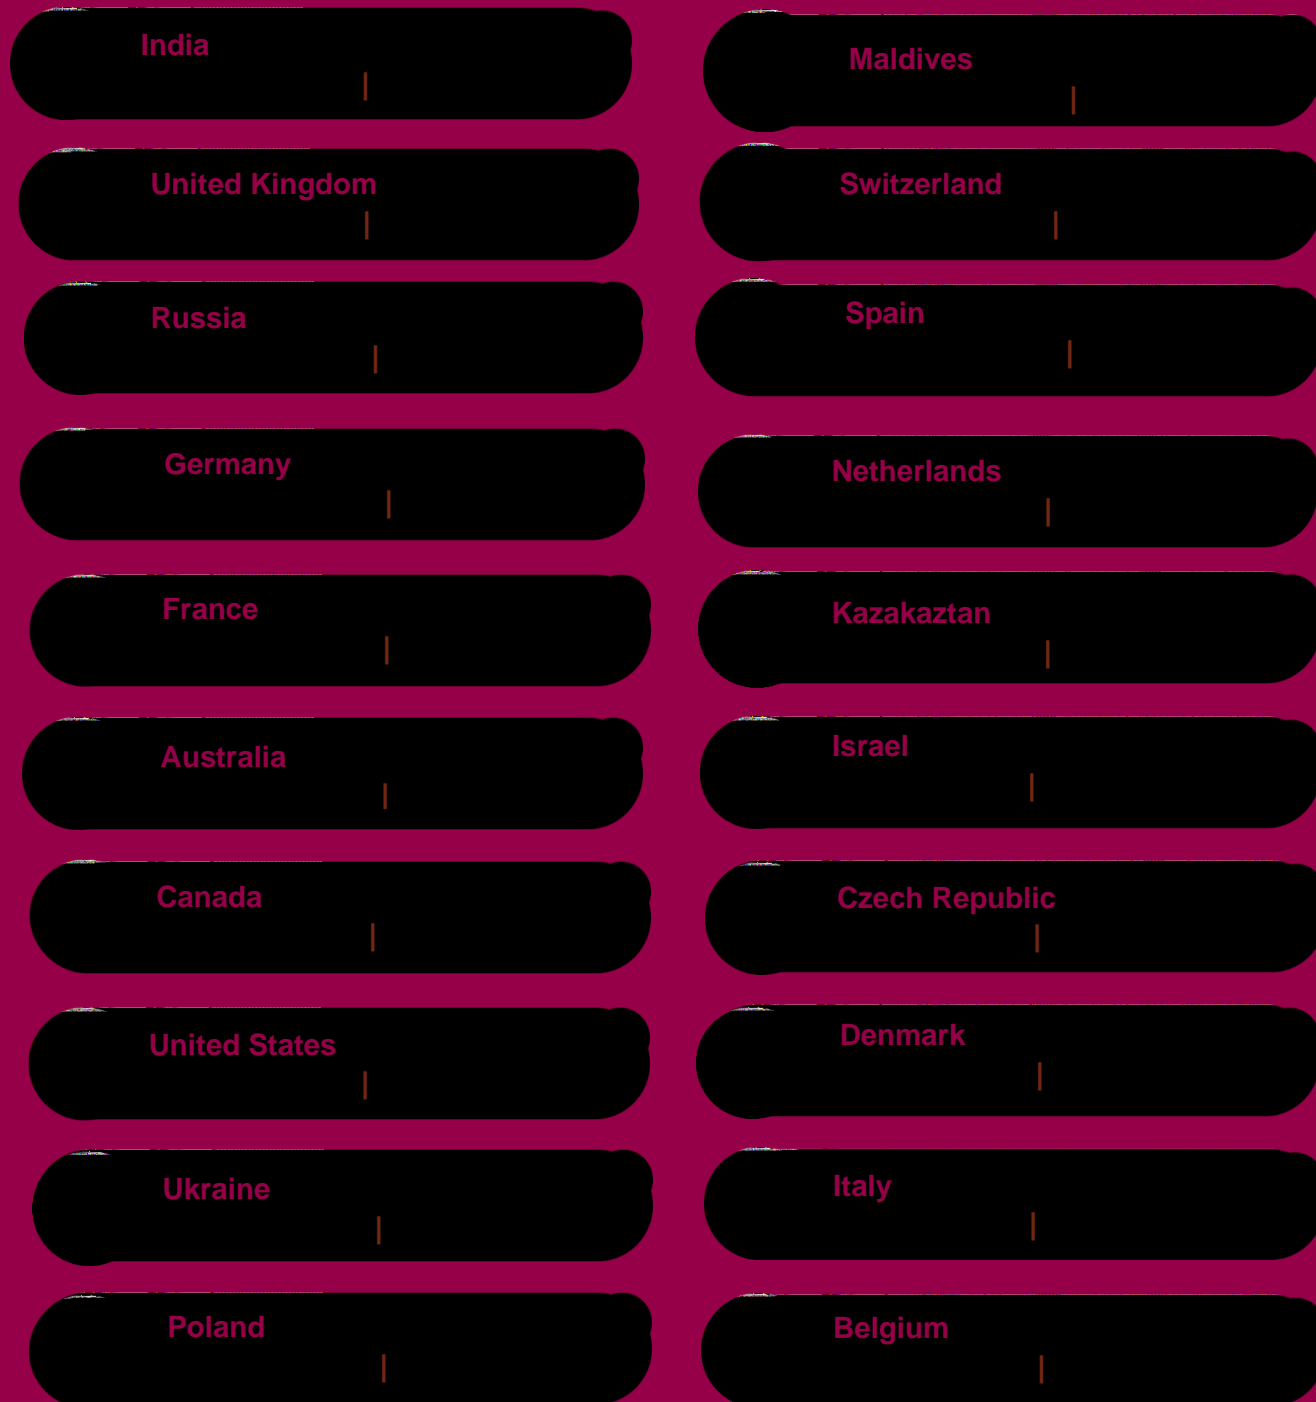 India
Maldives
|
|
United Kingdom
Switzerland
|
|
Russia
Spain
|
|
Germany
Netherlands
|
|
France
Kazakaztan
|
|
Australia
Israel
|
|
Canada
Czech Republic
|
|
United States
Denmark
|
|
Ukraine
Italy
|
|
Poland
Belgium
|
|